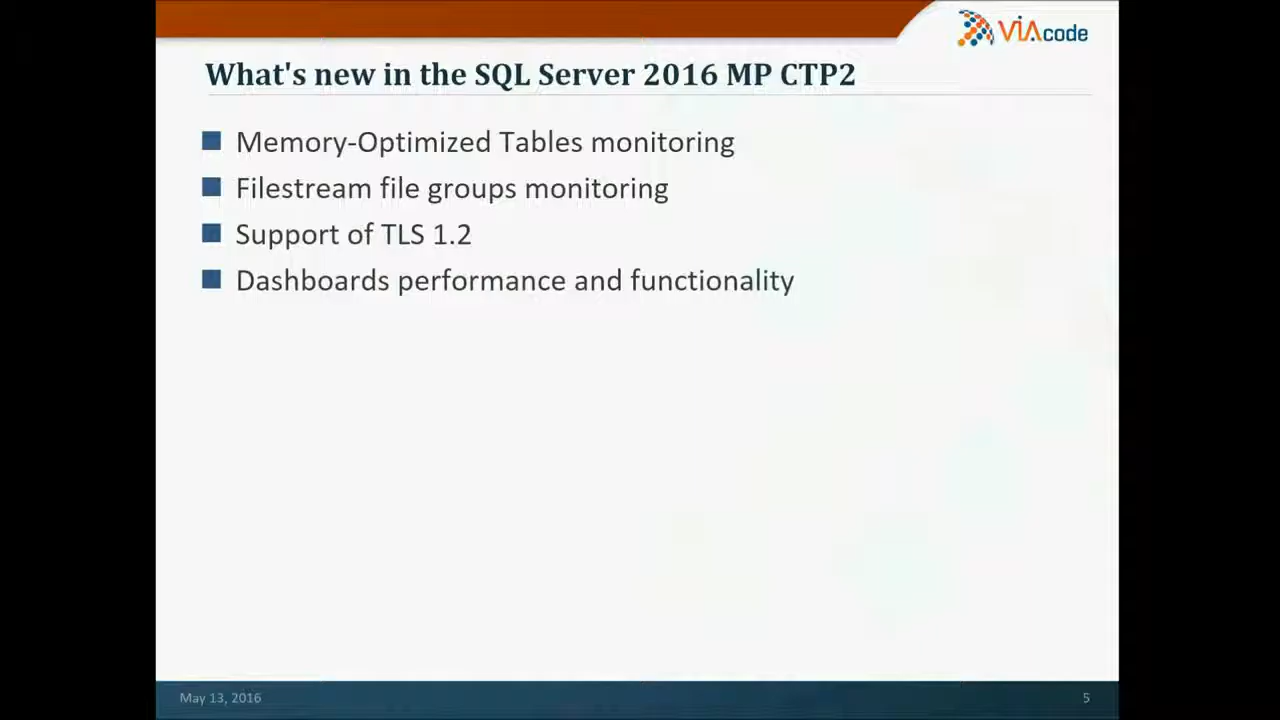 VIAcode
What's new in the SQL Server 2016 MP CTP2
Memory-Optimized Tables monitoring
Filestream file groups monitoring
Support of TLS 1.2
Dashboards performance and functionality
May 13, 2016
5